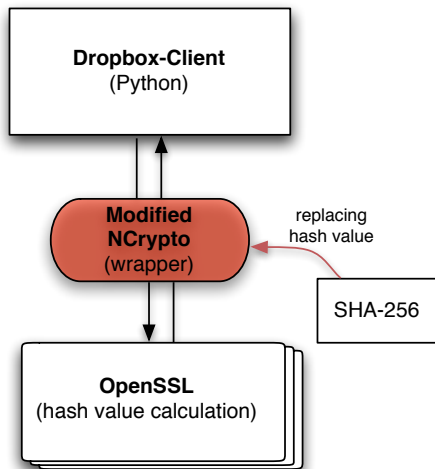 Dropbox-Client
(Python)
Modified
NCrypto
(wrapper)
replacing
hash value
SHA-256
OpenSSL
(hash value calculation)